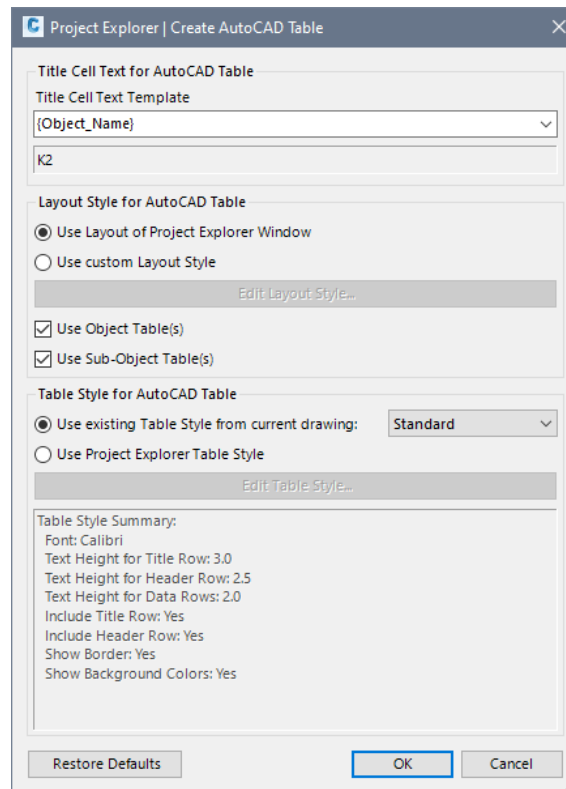 C Project Explorer | Create AutoCAD Table
Title Cell Text for AutoCAD Table
Title Cell Text Template
{Object_Name}
K2
Layout Style for AutoCAD Table
Use Layout of Project Explorer Window
Use custom Layout Style
Edit Layout Style...
Use Object Table(s)
Use Sub-Object Table(s)
Table Style for AutoCAD Table
Use existing Table Style from current drawing: Standard
Use Project Explorer Table Style
Edit Table Style...
Table Style Summary:
Font: Calibri
Text Height for Title Row: 3.0
Text Height for Header Row: 2.5
Text Height for Data Rows: 2.0
Include Title Row: Yes
Include Header Row: Yes
Show Border: Yes
Show Background Colors: Yes
Restore Defaults OK Cancel